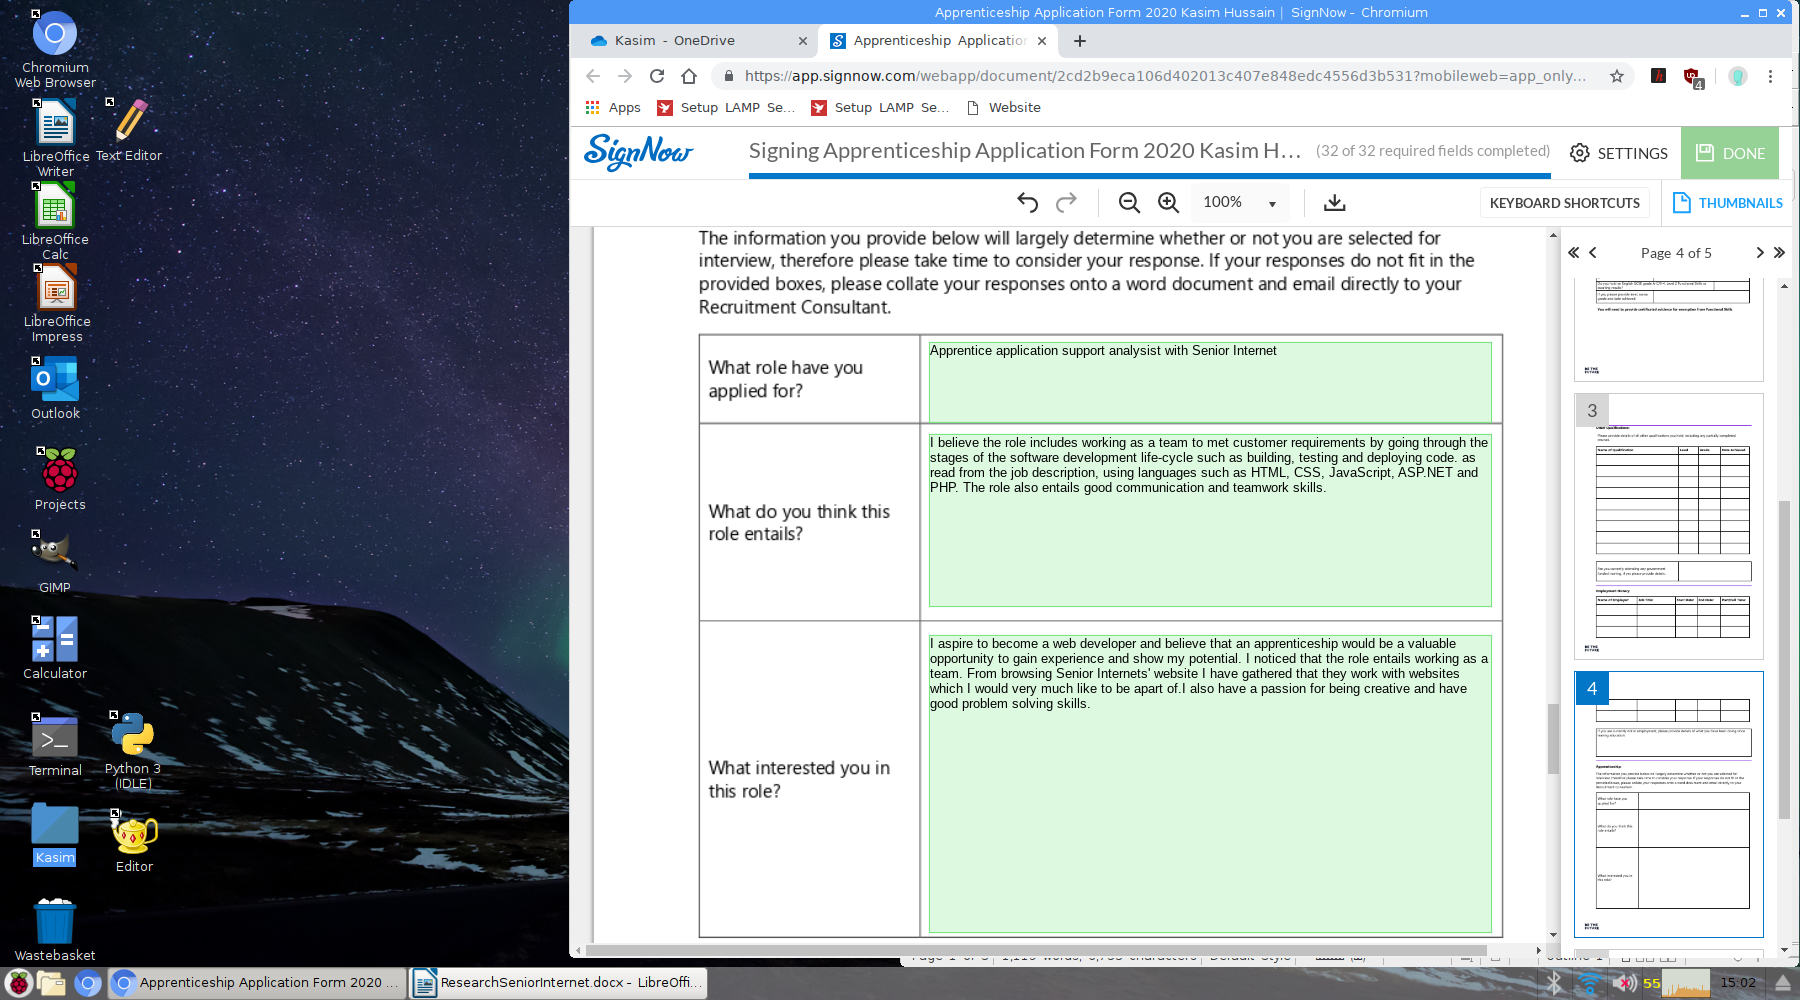 Apprenticeship Application Form 2020 Kasim Hussain | SignNow - Chromium
Kasim - OneDrive
Apprenticeship Applicatio
https://app.signnow.com/webapp/document/2cd2b9eca106d402013c407e848edc4556d3b531?mobileweb=app_only...
4
Apps
Setup LAMP Se...
Setup LAMP Se...
Website
SignNow
Signing Apprenticeship Application Form 2020 Kasim H...
(32 of 32 required fields completed)
SETTINGS
DONE
100%
KEYBOARD SHORTCUTS
THUMBNAILS
Page 4 of 5
The information you provide below will largely determine whether or not you are selected for
interview, therefore please take time to consider your response. If your responses do not fit in the
provided boxes, please collate your responses onto a word document and email directly to your
Recruitment Consultant.
What role have you
applied for?
Apprentice application support analysist with Senior Internet
What do you think this
role entails?
I believe the role includes working as a team to met customer requirements by going through the
stages of the software development life-cycle such as building, testing and deploying code. as
read from the job description, using languages such as HTML, CSS, JavaScript, ASP.NET and
PHP. The role also entails good communication and teamwork skills.
What interested you in
this role?
I aspire to become a web developer and believe that an apprenticeship would be a valuable
opportunity to gain experience and show my potential. I noticed that the role entails working as a
team. From browsing Senior Internets' website I have gathered that they work with websites
which I would very much like to be apart of.I also have a passion for being creative and have
good problem solving skills.
3
4
Chromium
Web Browser
LibreOffice
Writer
Text Editor
LibreOffice
Calc
LibreOffice
Impress
Outlook
Projects
GIMP
Calculator
Terminal
Python 3
(IDLE)
Kasim
Editor
Wastebasket
Apprenticeship Application Form 2020 ...
ResearchSeniorInternet.docx - LibreOffi...
55
15:02